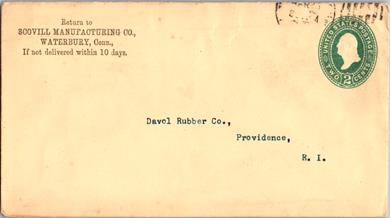 Return to
SCOVILL MANUFACTURING CO.,
WATERBURY, Conn.,
If not delivered within 10 days.
UNITED STATES POSTAGE
2
TWO CENTS
Davol Rubber Co.,
Providence,
R. I.